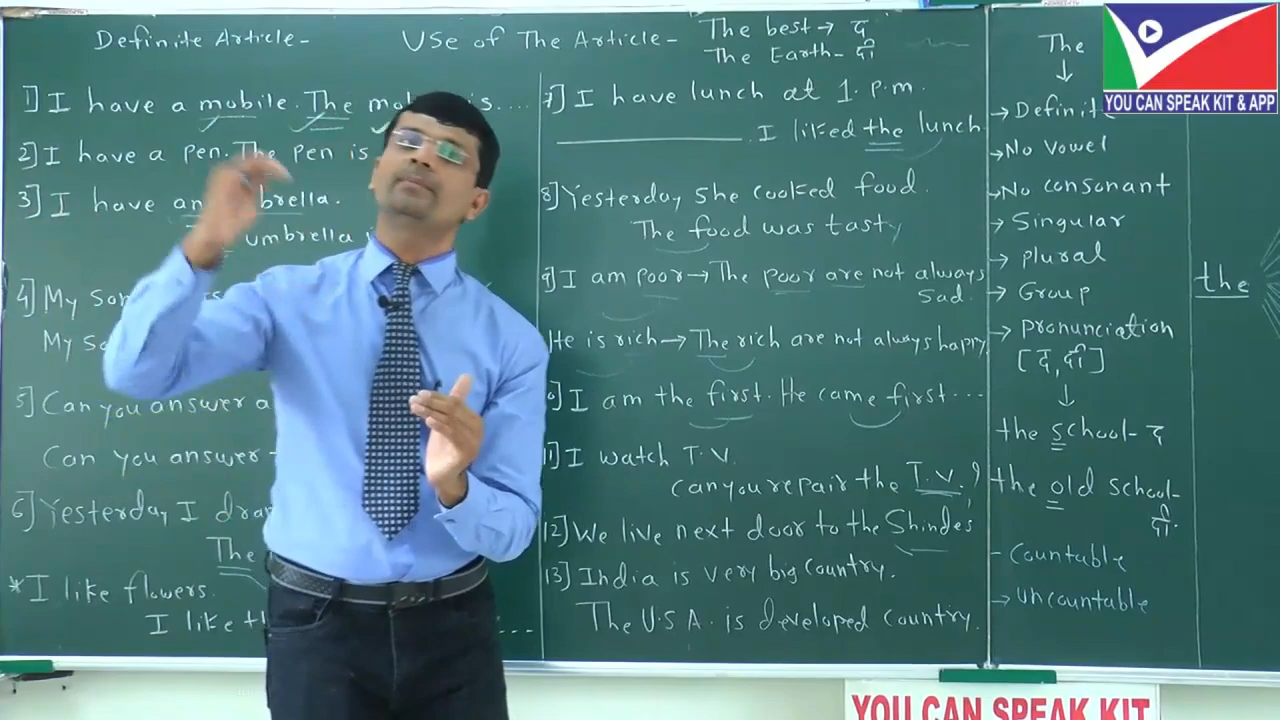 Definite Article-
Use of The Article-
The best → द
The Earth- दी
1] I have a mobile. The is....
2] I have a pen. The pen is
3] I have an umbrella.
umbrella
4] My son
My
5] Can you answer a
Can you answer
6] Yesterday I
The
* I like flowers.
I like ...
7] I have lunch at 1. p.m.
I liked the lunch
8] Yesterday she cooked food.
The food was tasty
9] I am poor → The poor are not always
sad.
He is rich → The rich are not always happy
I am the first. He came first....
11] I watch T.V.
Can you repair the T.V.?
12] We live next door to the Shindes
13] India is very big country.
The U.S.A. is developed country.
The
↓
→ Definite
→ No vowel
→ No consonant
→ Singular
→ plural
→ Group
→ pronunciation
[द, दी]
↓
the school- द
the old school-
दी.
- Countable
→ uncountable
the
YOU CAN SPEAK KIT & APP
YOU CAN SPEAK KIT